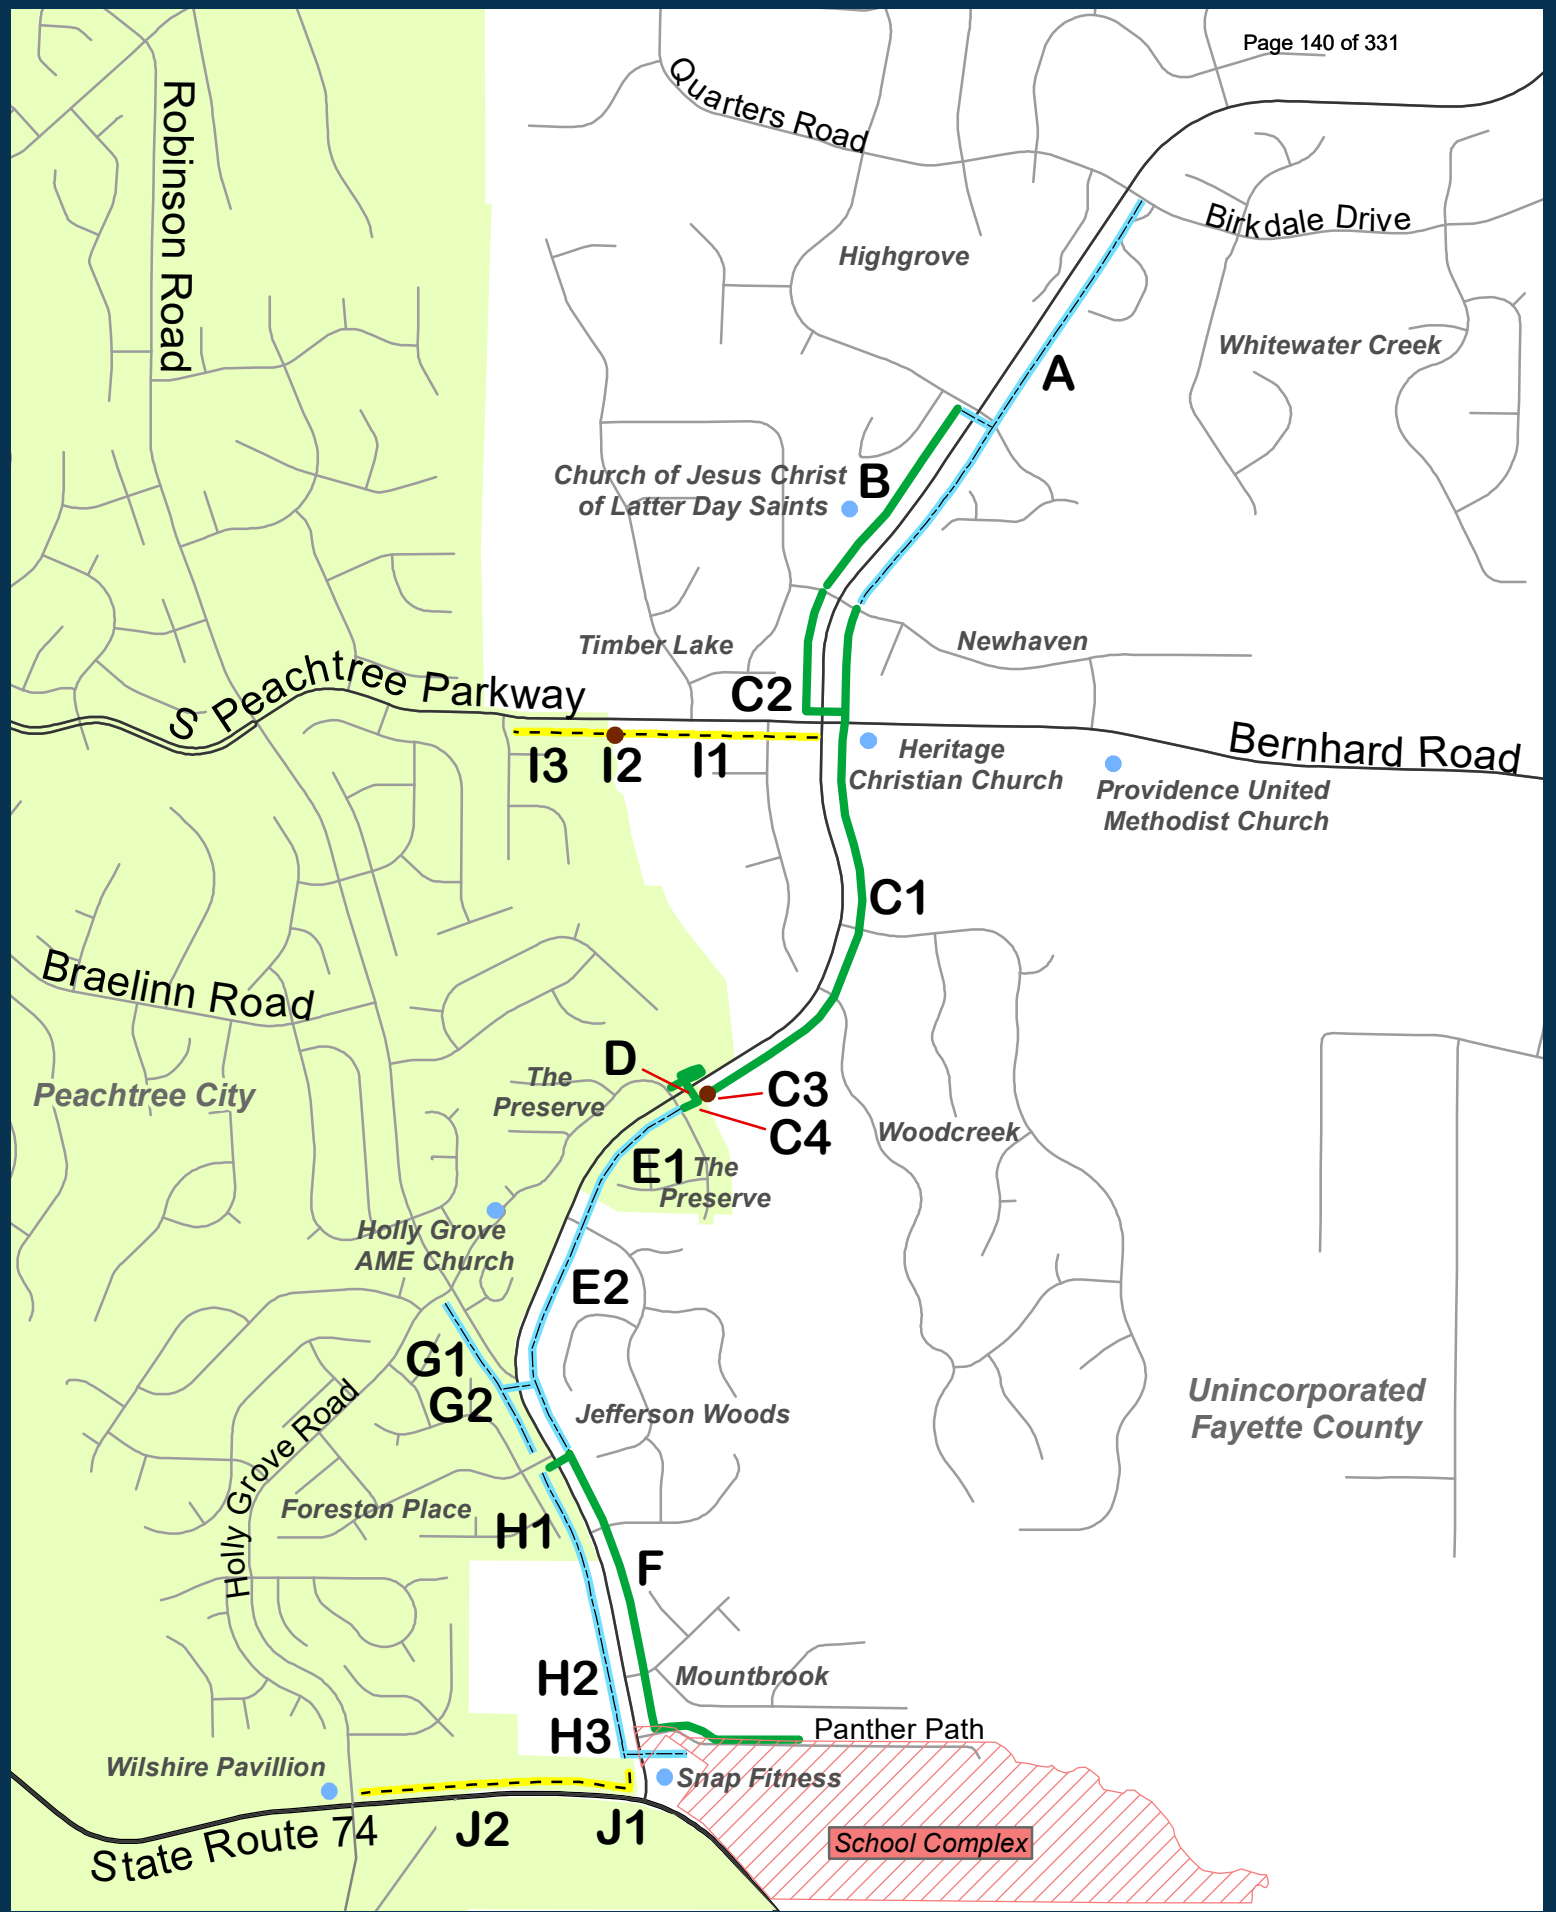 Page 140 of 331
Quarters Road
Robinson Road
Birkdale Drive
Highgrove
Whitewater Creek
A
Church of Jesus Christ
of Latter Day Saints
B
Timber Lake
Newhaven
S Peachtree Parkway
C2
Bernhard Road
I3
I2
I1
Heritage
Christian Church
Providence United
Methodist Church
C1
Braelinn Road
D
The
Preserve
C3
Peachtree City
C4
Woodcreek
E1
The
Preserve
Holly Grove
AME Church
E2
G1
G2
Jefferson Woods
Unincorporated
Fayette County
Holly Grove Road
Foreston Place
H1
F
H2
Mountbrook
H3
Panther Path
Wilshire Pavillion
Snap Fitness
State Route 74
J2
J1
School Complex